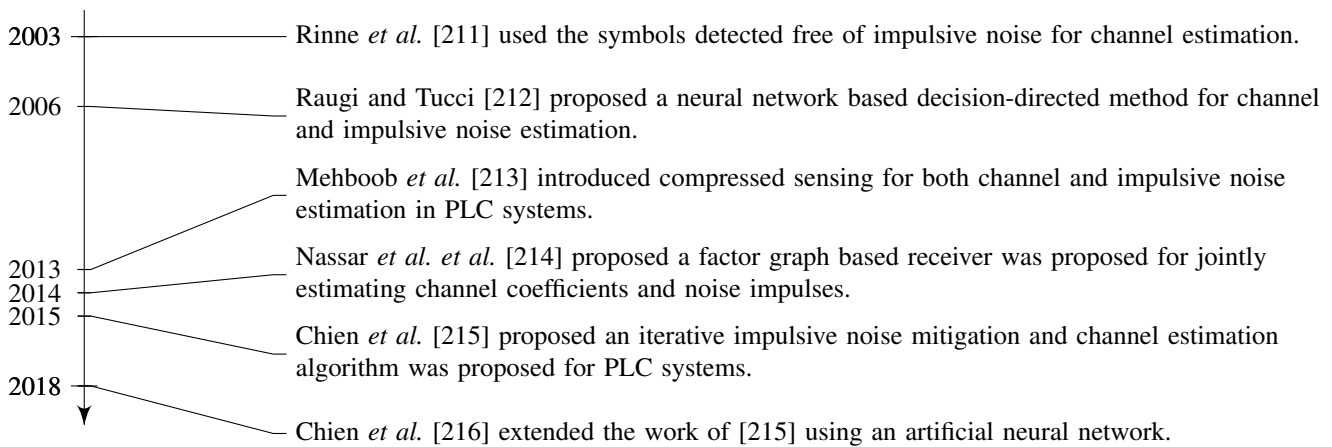 2003 Rinne et al. [211] used the symbols detected free of impulsive noise for channel estimation.
2006 Raugi and Tucci [212] proposed a neural network based decision-directed method for channel
and impulsive noise estimation.
2013 Mehboob et al. [213] introduced compressed sensing for both channel and impulsive noise
estimation in PLC systems.
2014 Nassar et al. et al. [214] proposed a factor graph based receiver was proposed for jointly
estimating channel coefficients and noise impulses.
2015 Chien et al. [215] proposed an iterative impulsive noise mitigation and channel estimation
algorithm was proposed for PLC systems.
2018 Chien et al. [216] extended the work of [215] using an artificial neural network.